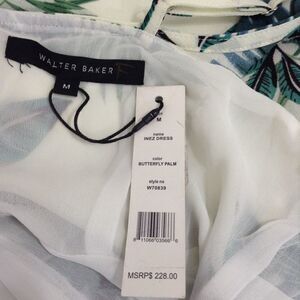 WALTER BAKER
M
M
name
INEZ DRESS
color
BUTTERFLY PALM
style no
W70839
MSRP$ 228.00